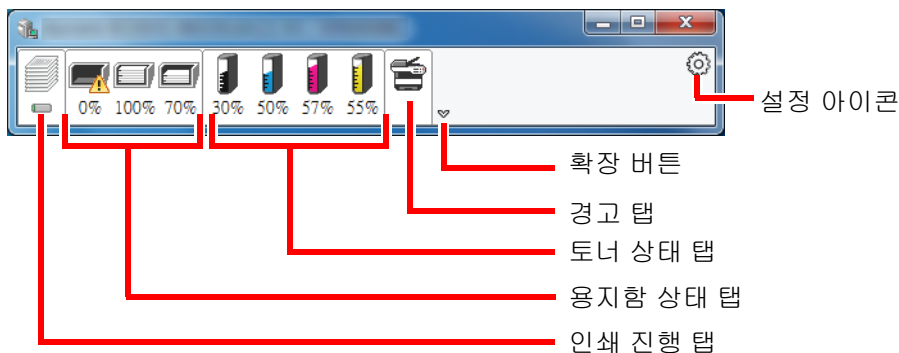 0% 100% 70% 30% 50% 57% 55%
설정 아이콘
확장 버튼
경고 탭
토너 상태 탭
용지함 상태 탭
인쇄 진행 탭